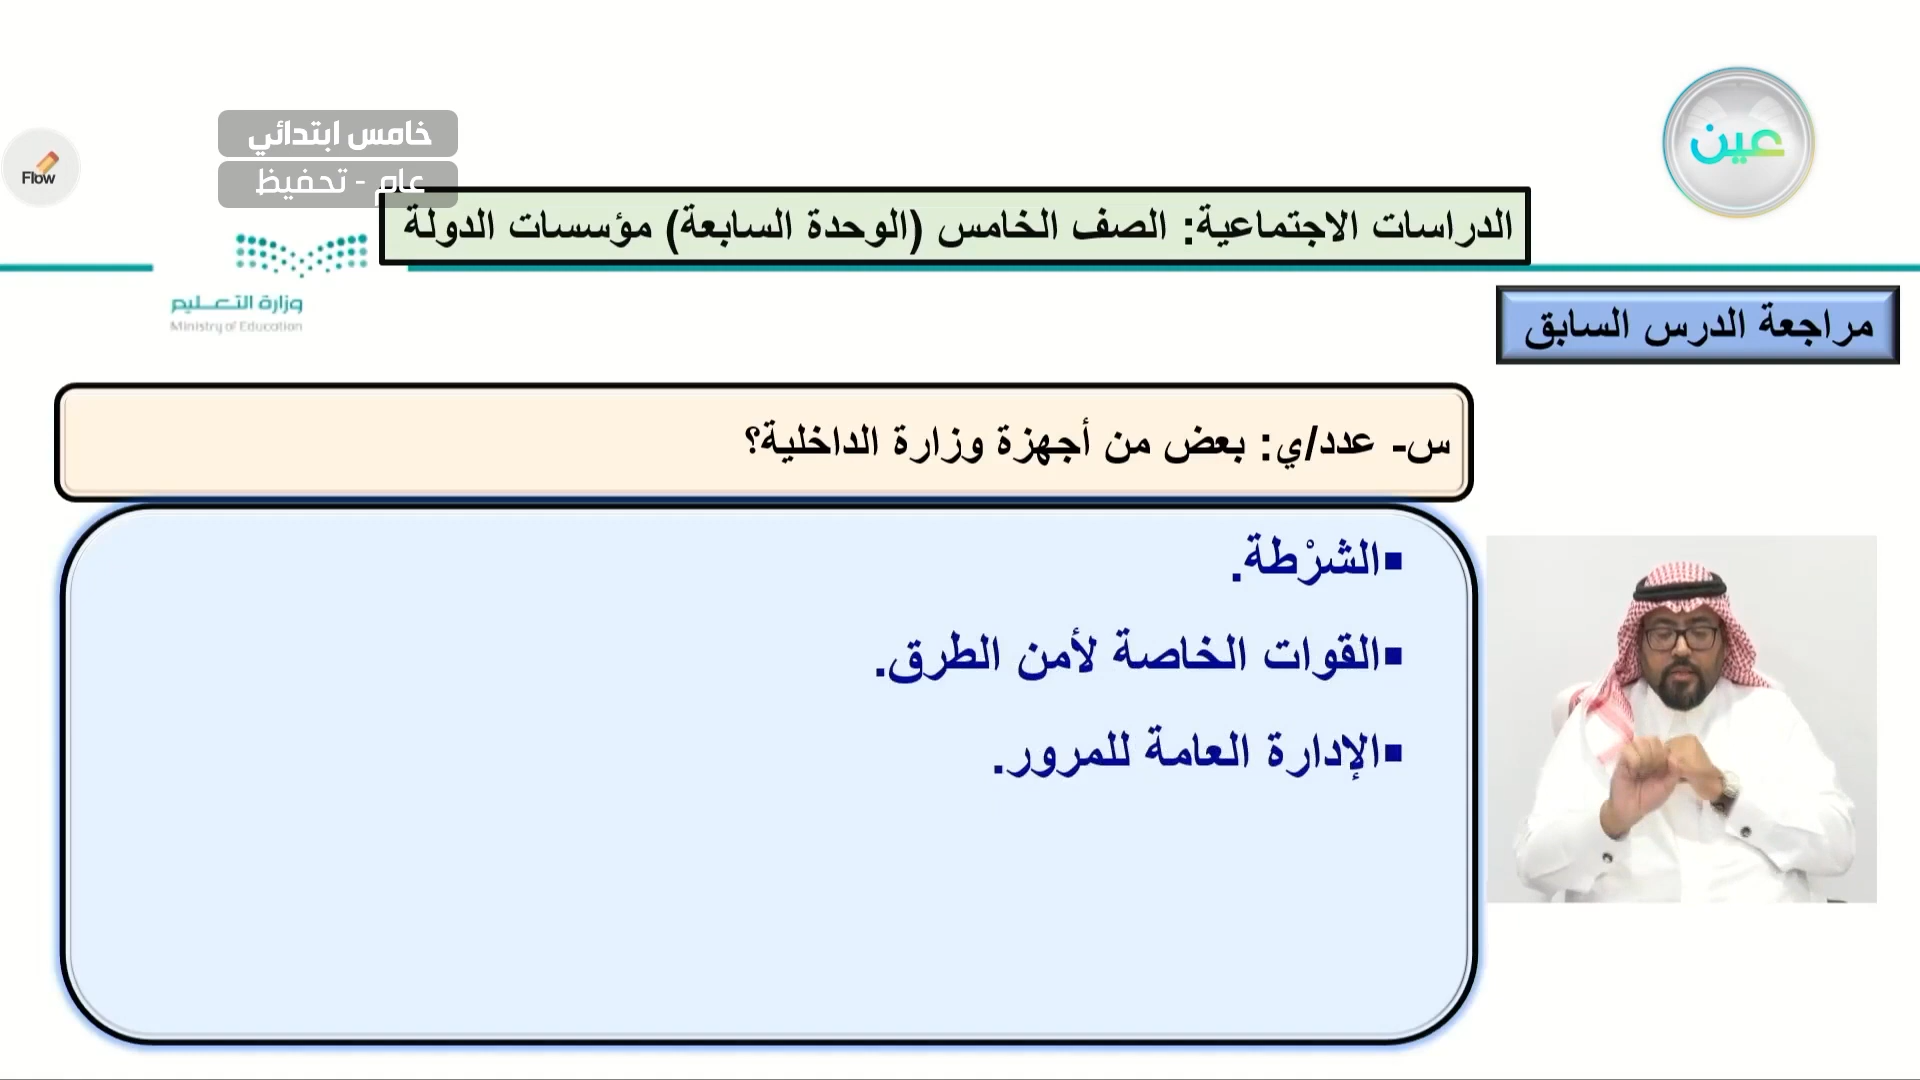 عين
خامس ابتدائي
عام - تحفيظ
Flow
الدراسات الاجتماعية: الصف الخامس (الوحدة السابعة) مؤسسات الدولة
وزارة التعليم
Ministry of Education
مراجعة الدرس السابق
س- عدد/ي: بعض من أجهزة وزارة الداخلية؟
▪الشرْطة.
▪القوات الخاصة لأمن الطرق.
▪الإدارة العامة للمرور.